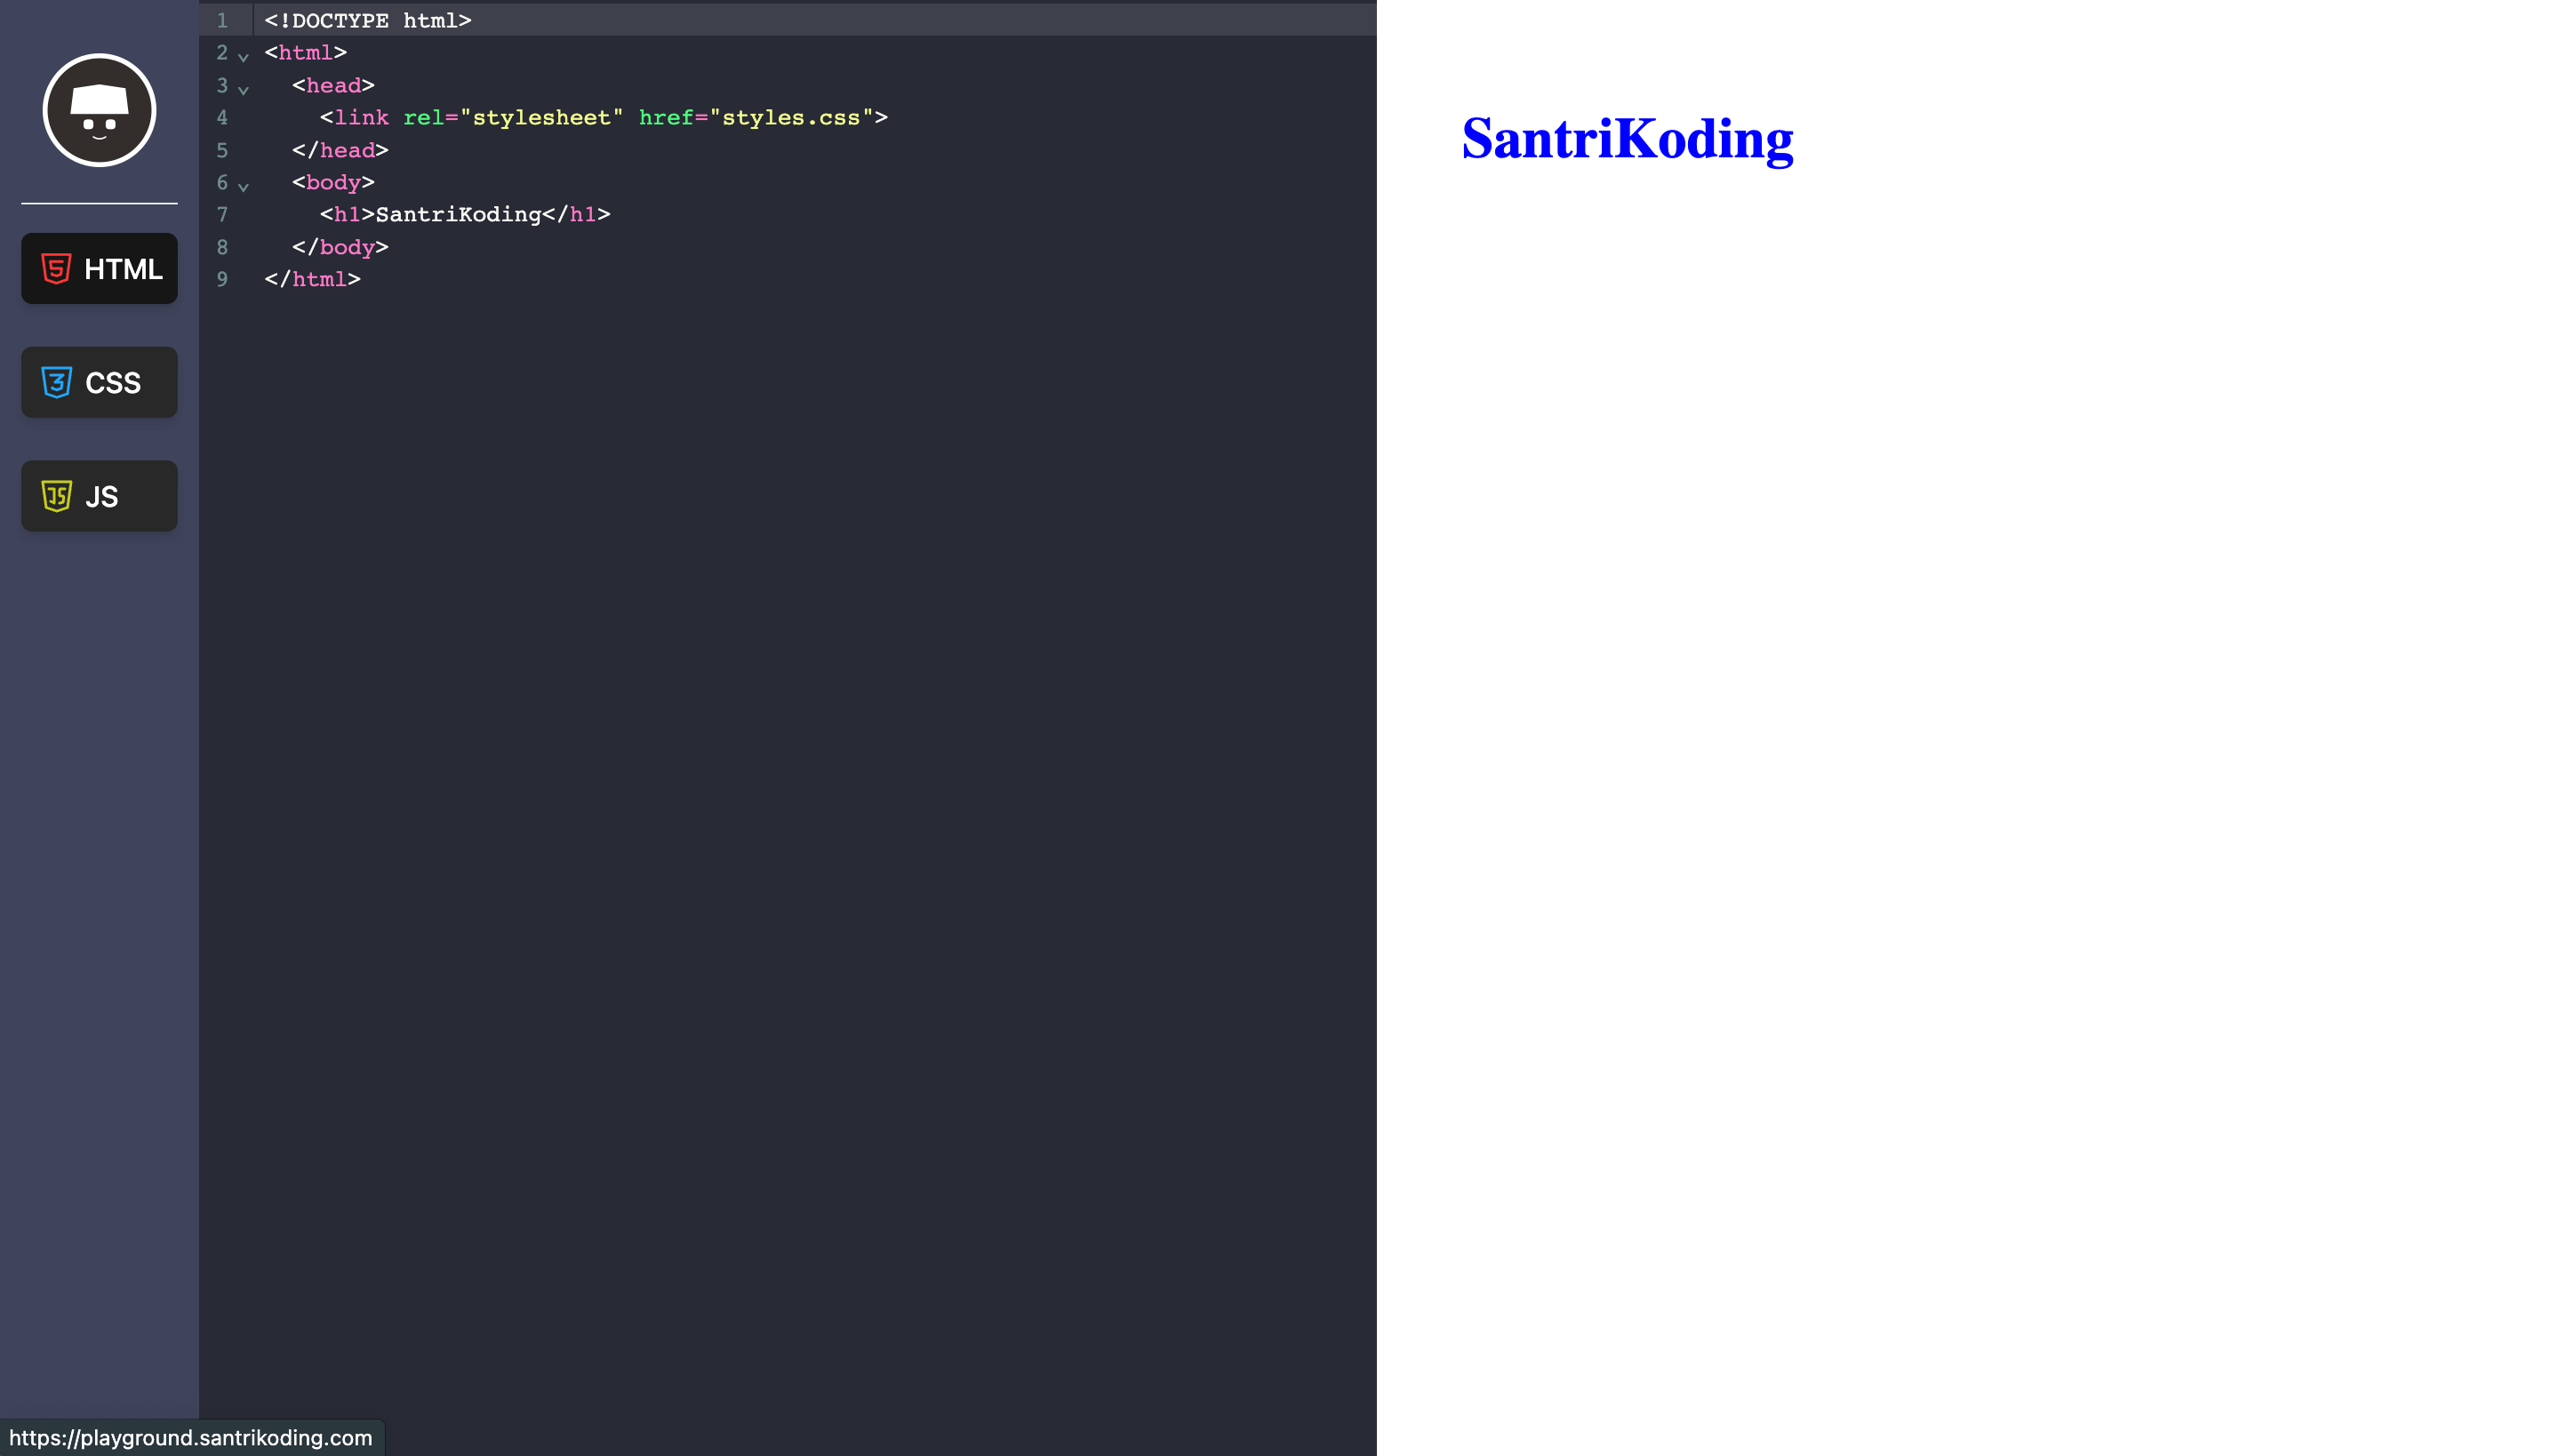 HTML
CSS
JS
1 <!DOCTYPE html>
2 <html>
3 <head>
4 <link rel="stylesheet" href="styles.css">
5 </head>
6 <body>
7 <h1>SantriKoding</h1>
8 </body>
9 </html>
SantriKoding
https://playground.santrikoding.com